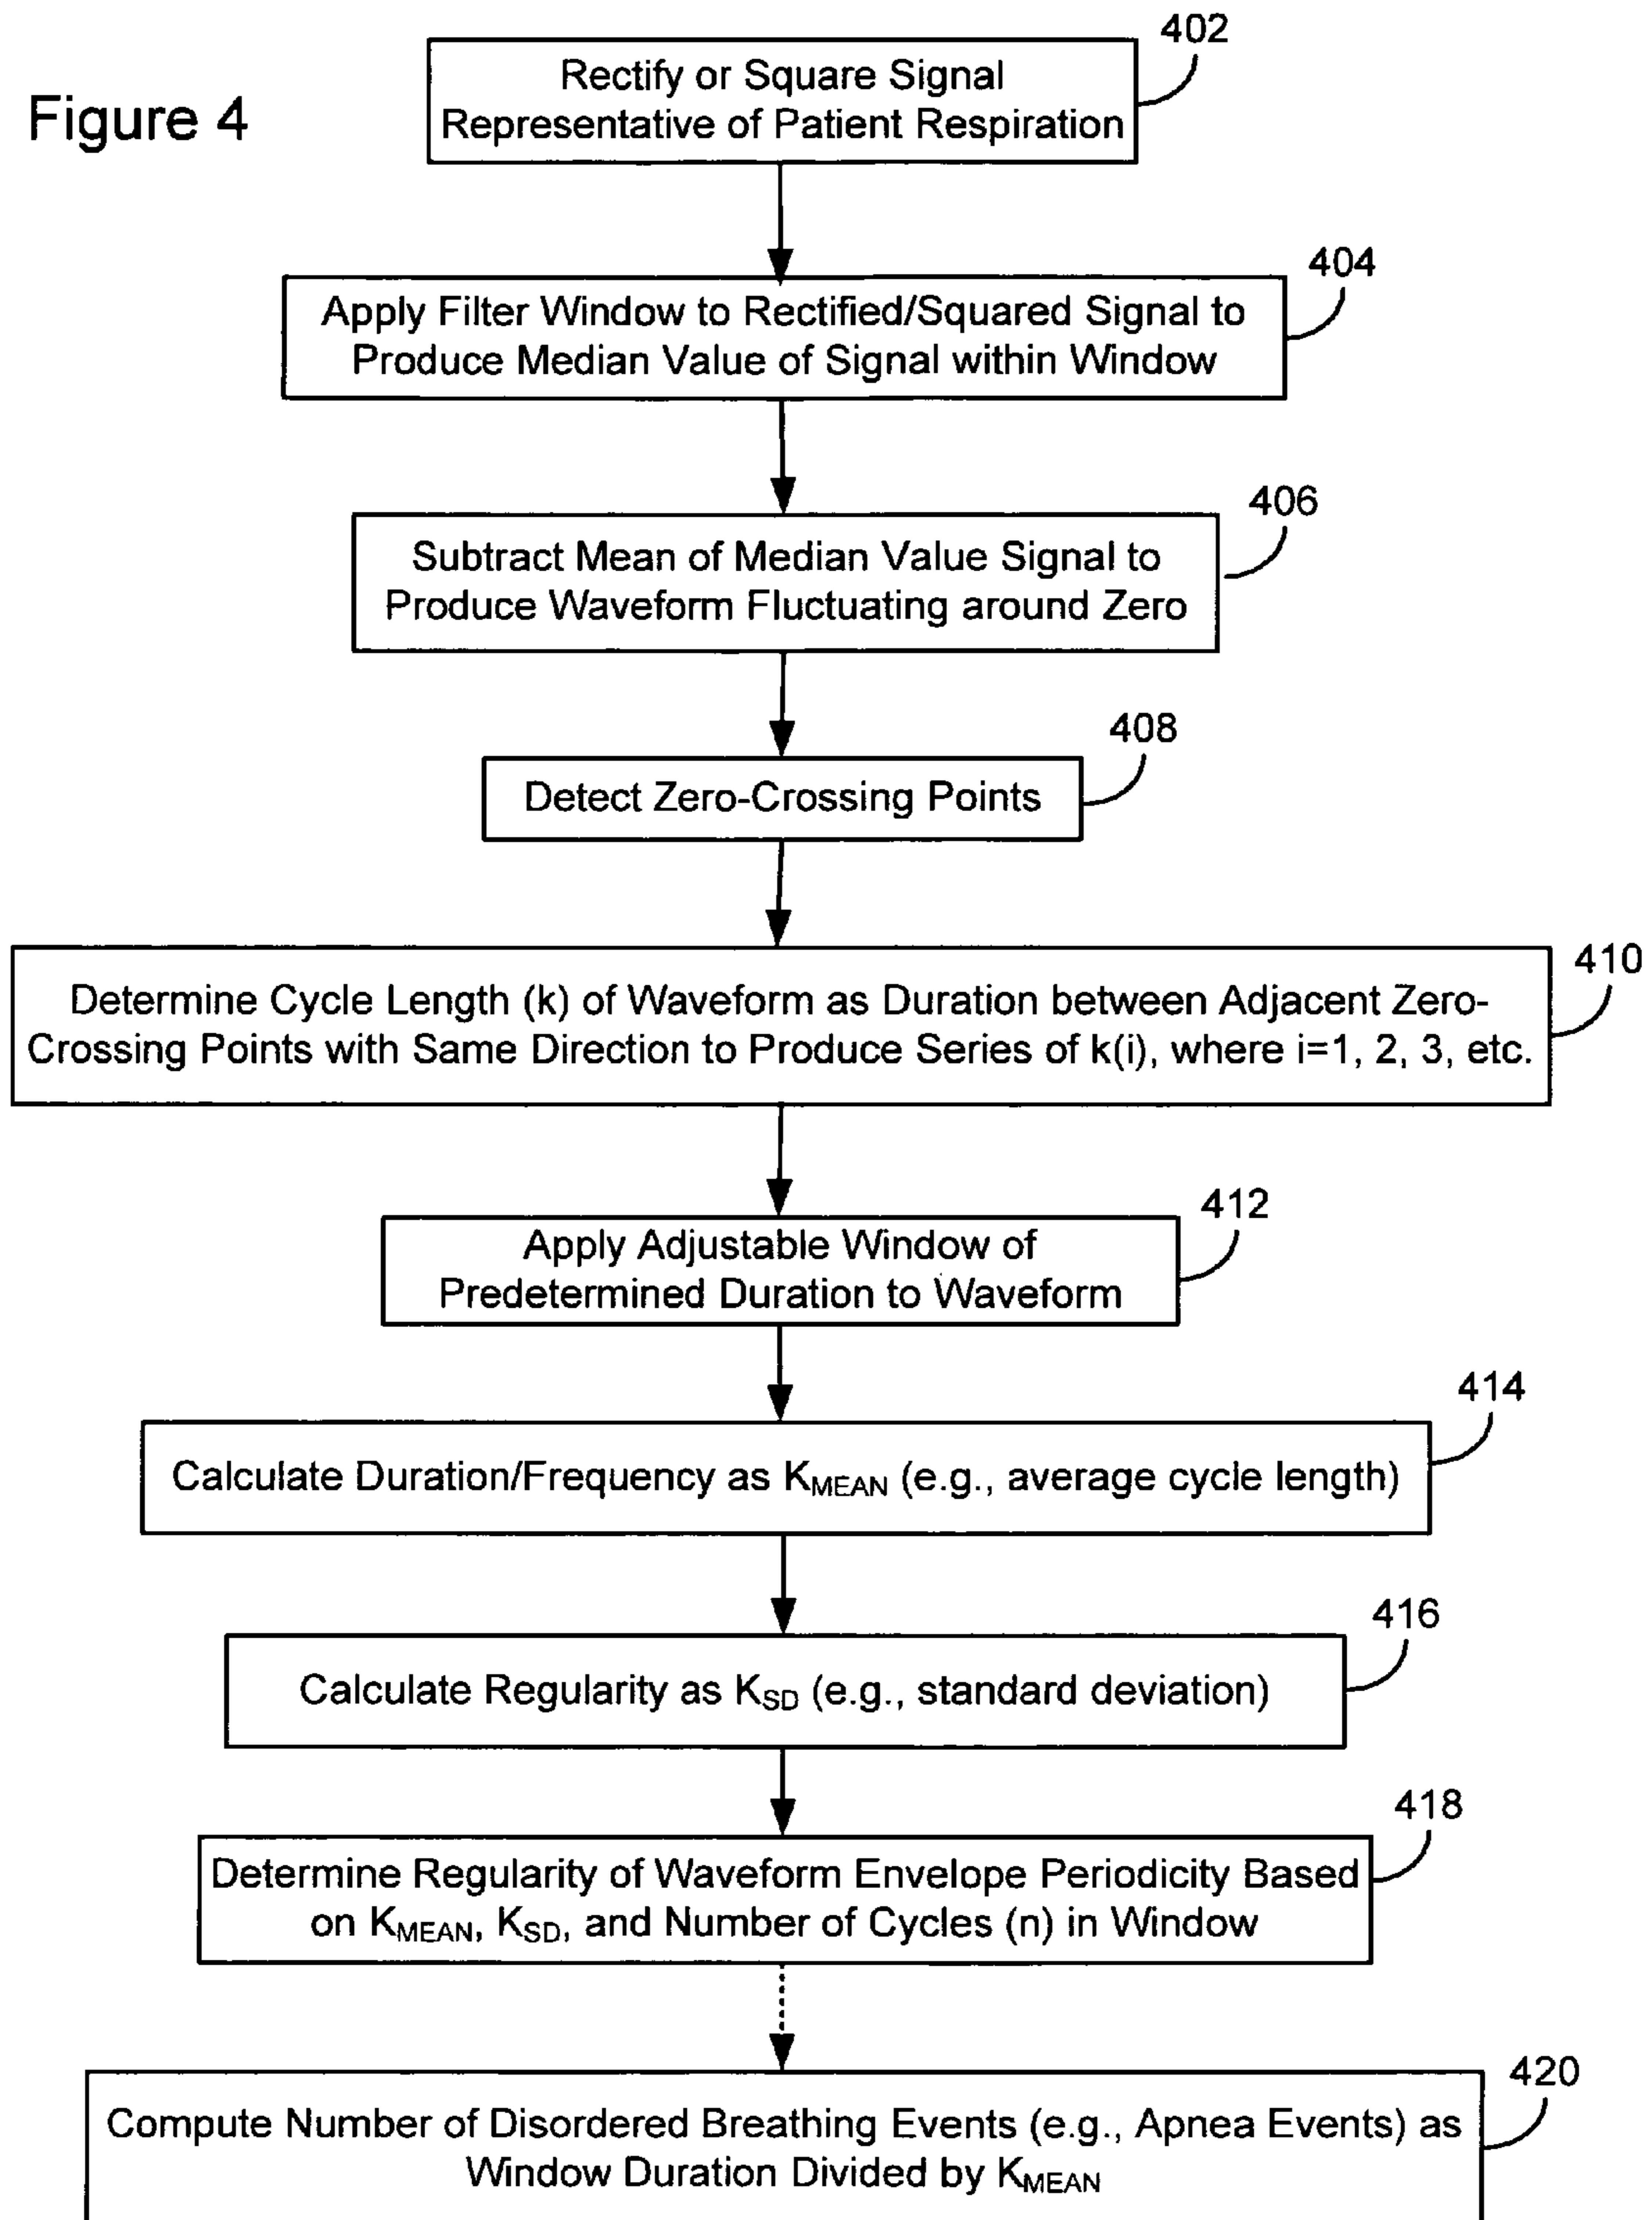 Figure 4
402
Rectify or Square Signal
Representative of Patient Respiration
404
Apply Filter Window to Rectified/Squared Signal to
Produce Median Value of Signal within Window
406
Subtract Mean of Median Value Signal to
Produce Waveform Fluctuating around Zero
408
Detect Zero-Crossing Points
410
Determine Cycle Length (k) of Waveform as Duration between Adjacent Zero-
Crossing Points with Same Direction to Produce Series of k(i), where i=1, 2, 3, etc.
412
Apply Adjustable Window of
Predetermined Duration to Waveform
414
Calculate Duration/Frequency as KMEAN (e.g., average cycle length)
416
Calculate Regularity as KSD (e.g., standard deviation)
418
Determine Regularity of Waveform Envelope Periodicity Based
on KMEAN, KSD, and Number of Cycles (n) in Window
420
Compute Number of Disordered Breathing Events (e.g., Apnea Events) as
Window Duration Divided by KMEAN